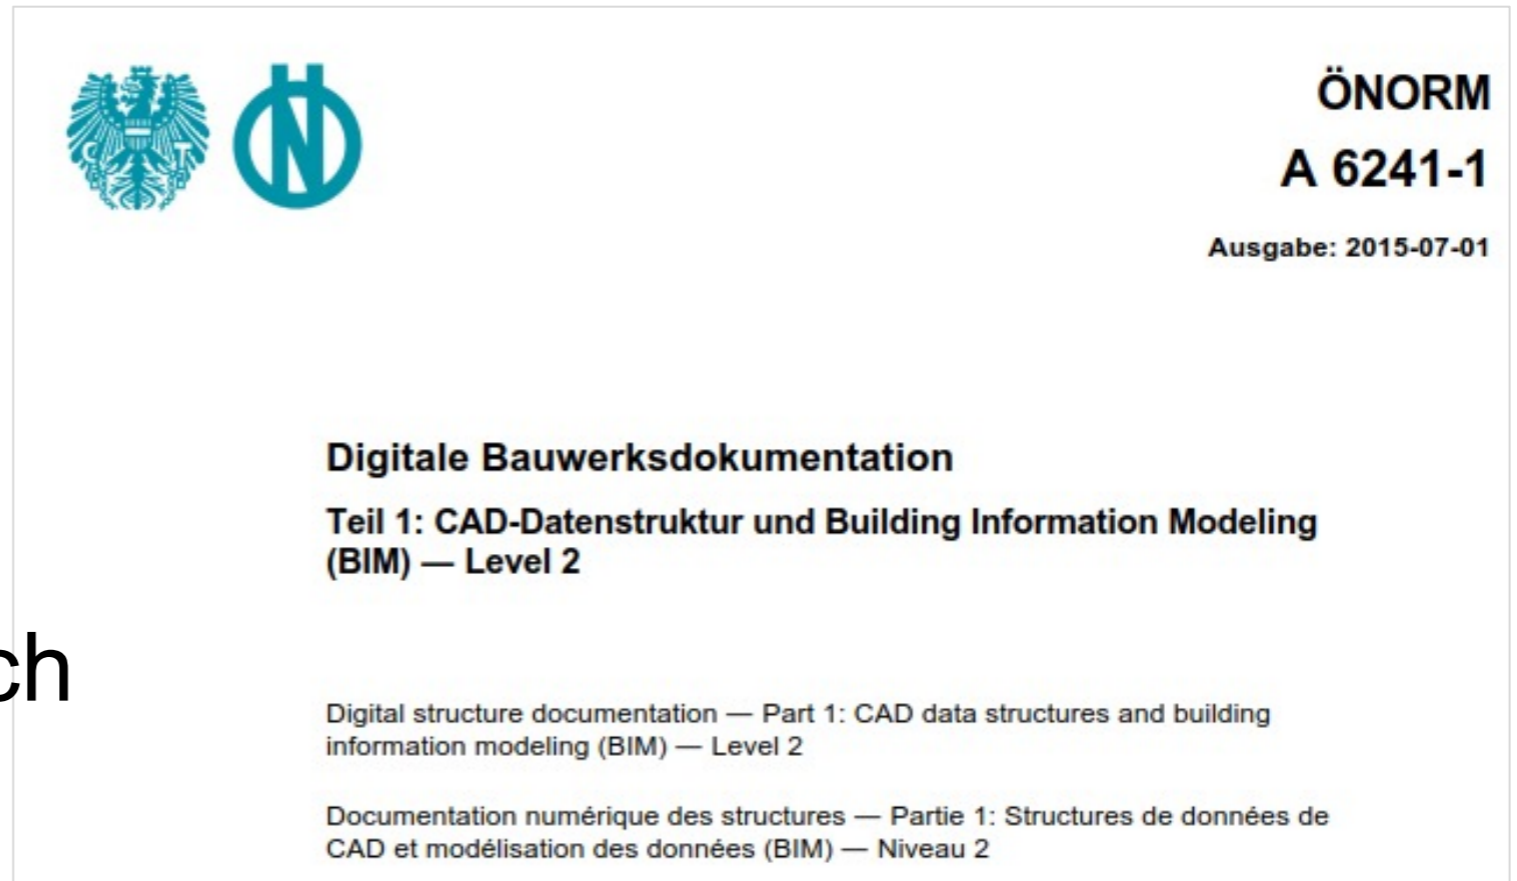 ÖNORM
A 6241-1
Ausgabe: 2015-07-01
Digitale Bauwerksdokumentation
Teil 1: CAD-Datenstruktur und Building Information Modeling
(BIM) — Level 2
ch
Digital structure documentation — Part 1: CAD data structures and building
information modeling (BIM) — Level 2
Documentation numérique des structures — Partie 1: Structures de données de
CAD et modélisation des données (BIM) — Niveau 2